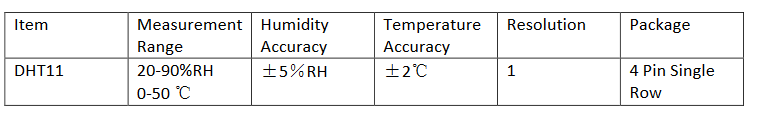 Item Measurement Range Humidity Accuracy Temperature Accuracy Resolution Package
DHT11 20-90%RH 0-50 ℃ ±5%RH ±2℃ 1 4 Pin Single Row